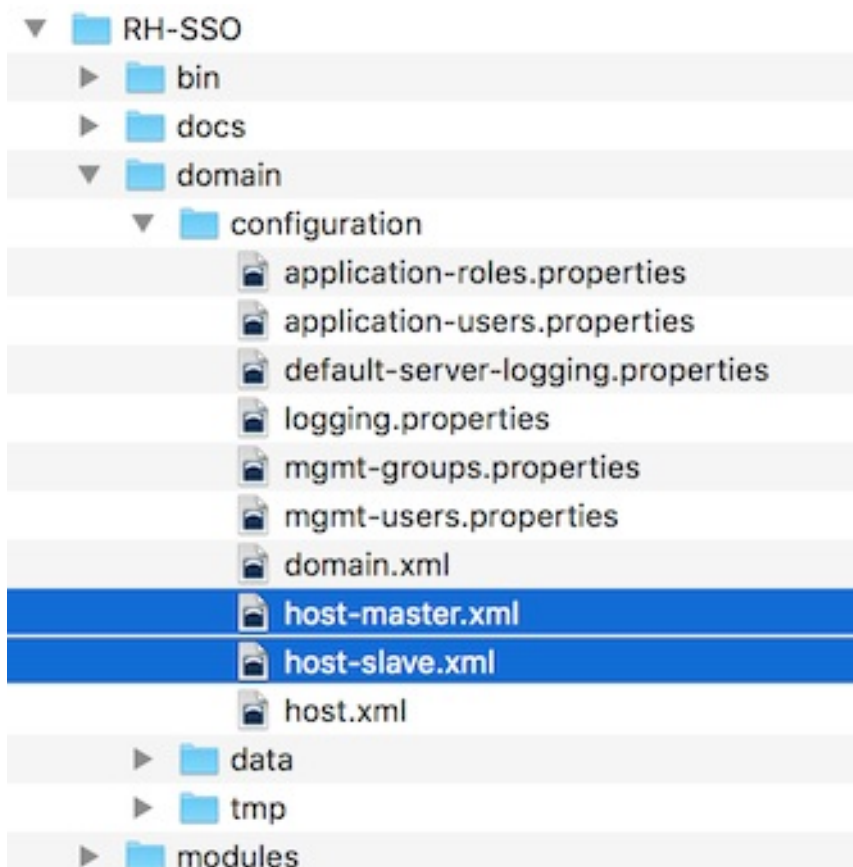 RH-SSO
bin
docs
domain
configuration
application-roles.properties
application-users.properties
default-server-logging.properties
logging.properties
mgmt-groups.properties
mgmt-users.properties
domain.xml
host-master.xml
host-slave.xml
host.xml
data
tmp
modules